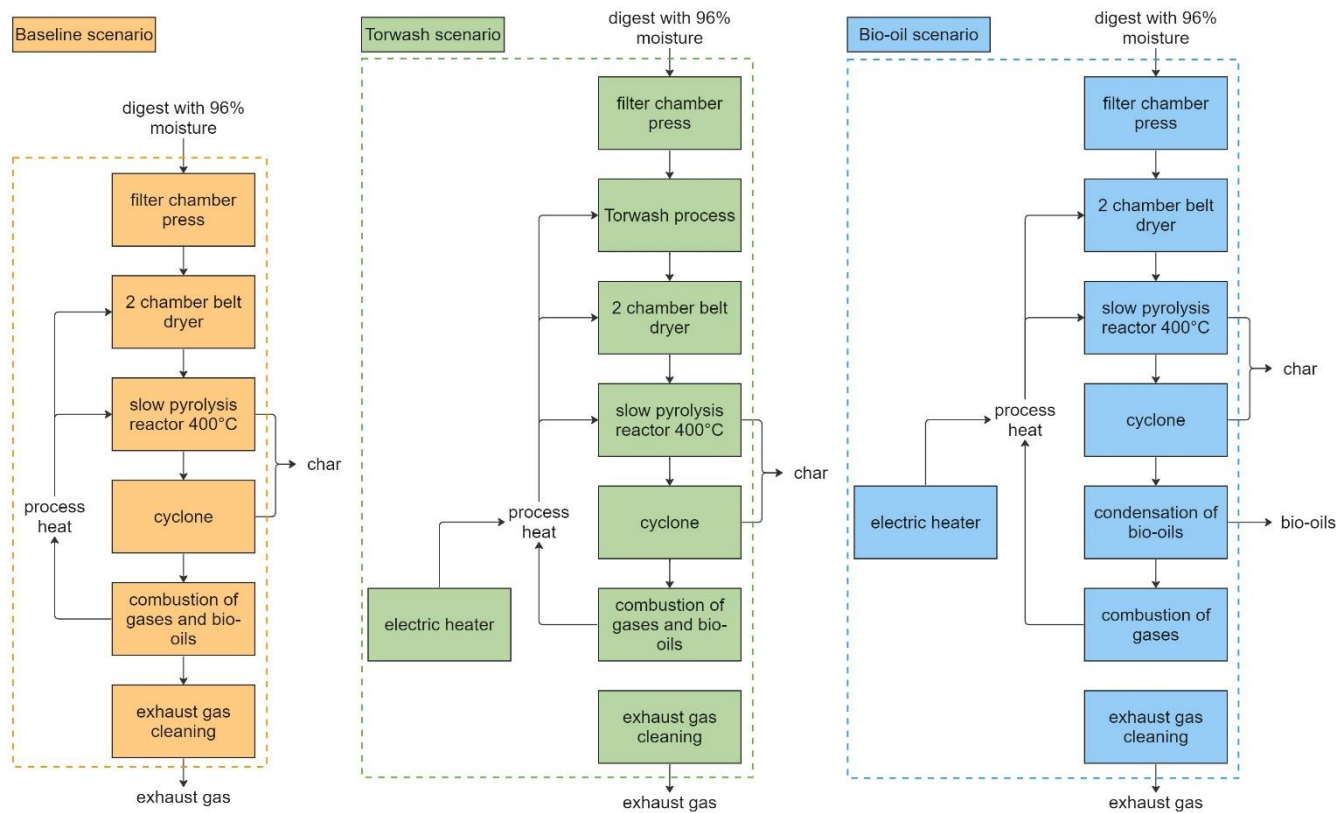 Baseline scenario
digest with 96%
moisture
filter chamber
press
2 chamber belt
dryer
slow pyrolysis
reactor 400°C
char
process
heat
cyclone
combustion of
gases and bio-
oils
exhaust gas
cleaning
exhaust gas
Torwash scenario
digest with 96%
moisture
filter chamber
press
Torwash process
2 chamber belt
dryer
slow pyrolysis
reactor 400°C
char
process
heat
cyclone
electric heater
combustion of
gases and bio-
oils
exhaust gas
cleaning
exhaust gas
Bio-oil scenario
digest with 96%
moisture
filter chamber
press
2 chamber belt
dryer
slow pyrolysis
reactor 400°C
char
process
heat
cyclone
electric heater
condensation of
bio-oils
bio-oils
combustion of
gases
exhaust gas
cleaning
exhaust gas